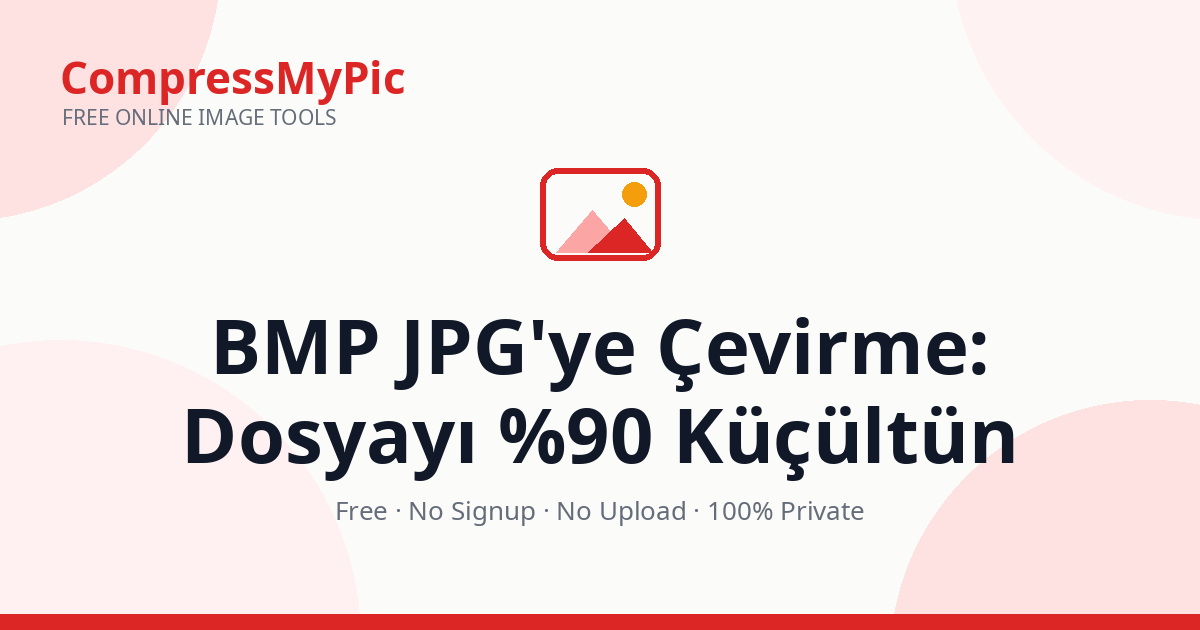 CompressMyPic
FREE ONLINE IMAGE TOOLS
BMP JPG'ye Çevirme:
Dosyayı %90 Küçültün
Free · No Signup · No Upload · 100% Private